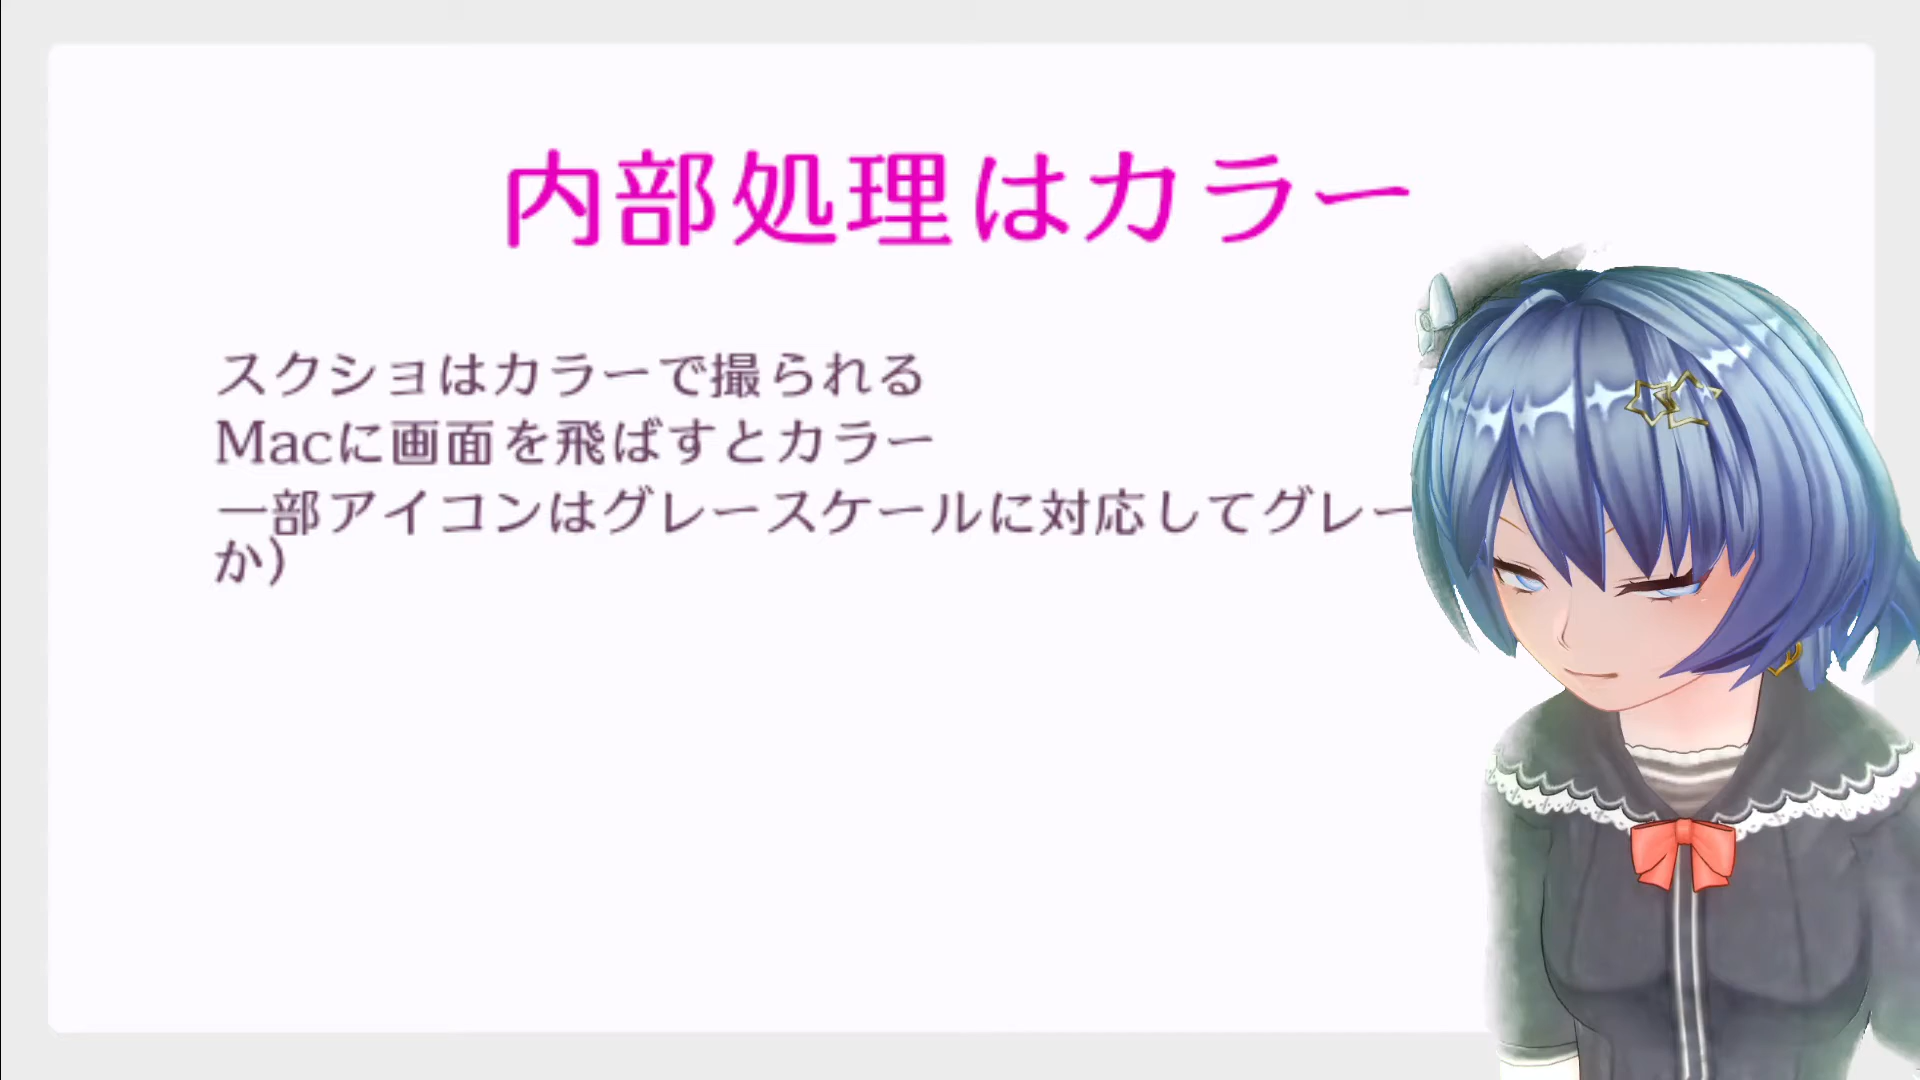 内部処理はカラー
スクショはカラーで撮られる
Macに画面を飛ばすとカラー
一部アイコンはグレースケールに対応してグレー
か）